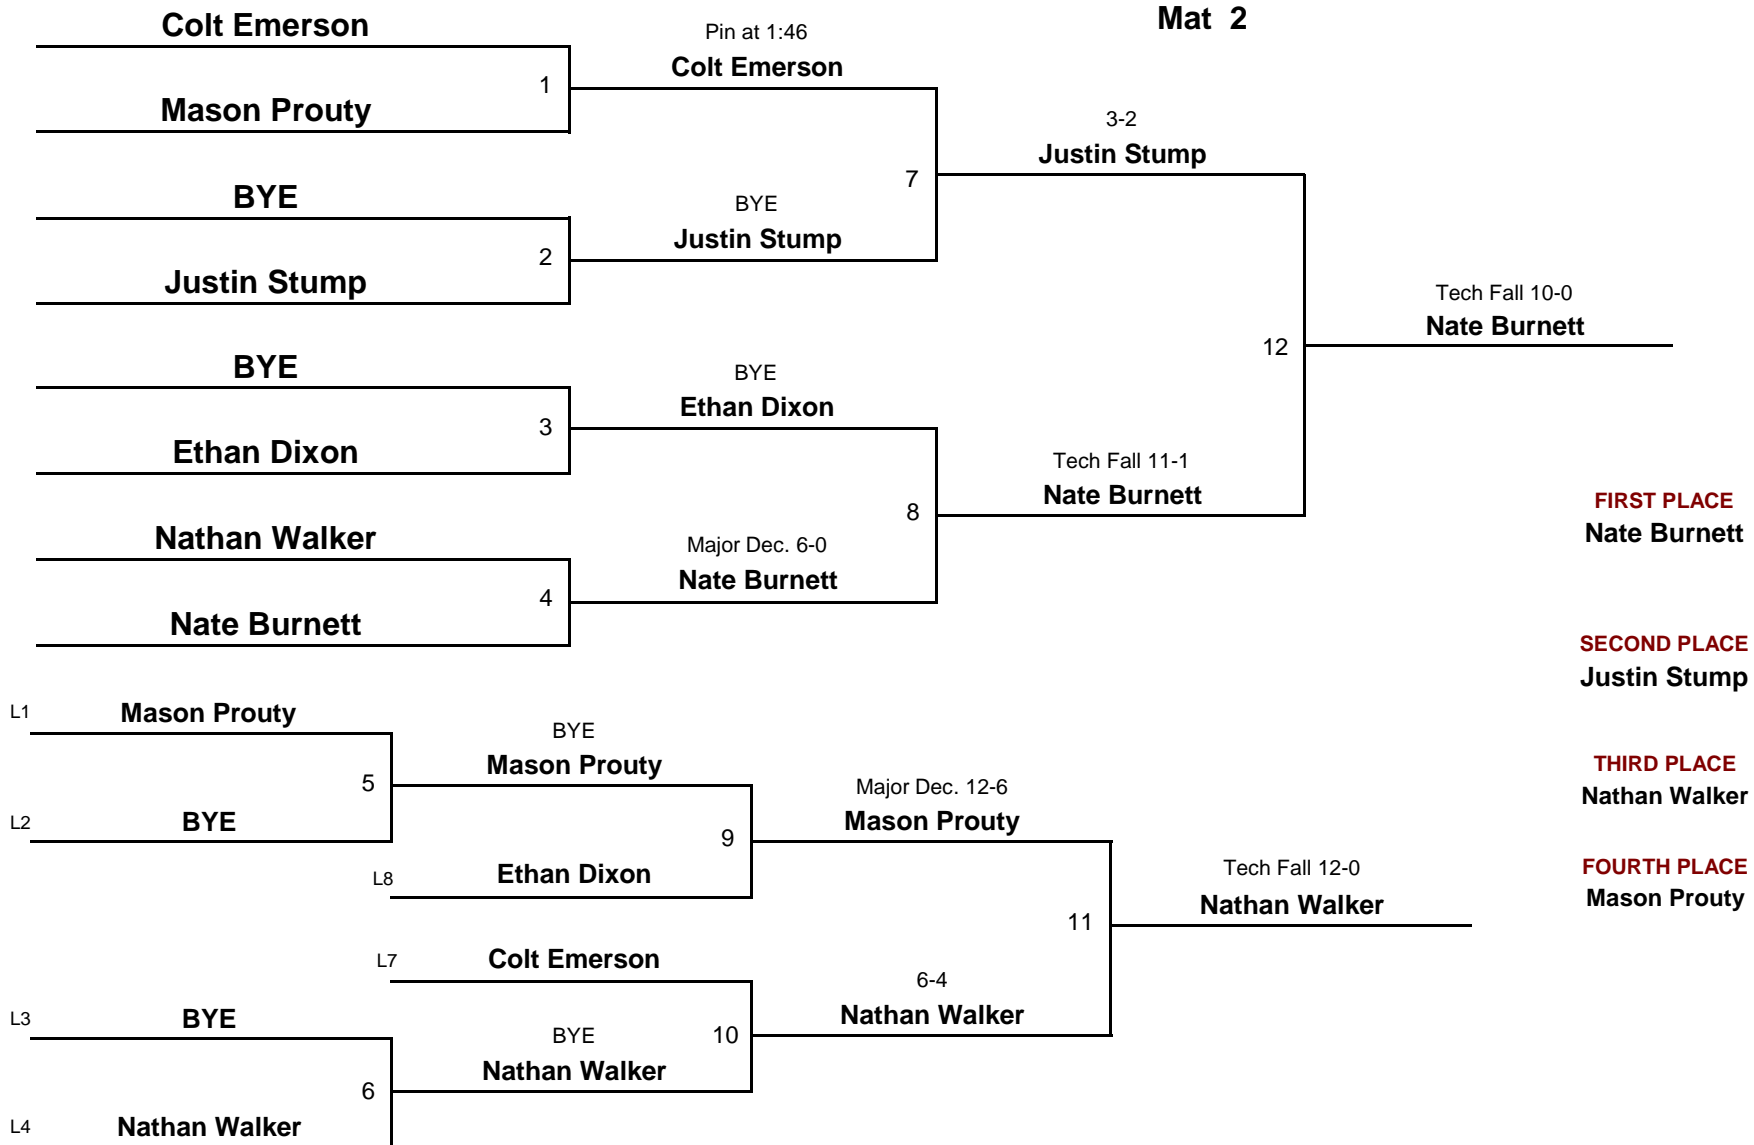 Mat 2
Colt Emerson
Pin at 1:46
Colt Emerson
1
Mason Prouty
3-2
Justin Stump
7
BYE
BYE
Justin Stump
2
Justin Stump
Tech Fall 10-0
Nate Burnett
12
BYE
BYE
Ethan Dixon
3
Ethan Dixon
Tech Fall 11-1
Nate Burnett
8
Nathan Walker
Major Dec. 6-0
Nate Burnett
4
Nate Burnett
FIRST PLACE
Nate Burnett
SECOND PLACE
Justin Stump
THIRD PLACE
Nathan Walker
FOURTH PLACE
Mason Prouty
L1 Mason Prouty
BYE
Mason Prouty
5
L2 BYE
Major Dec. 12-6
Mason Prouty
9
L8 Ethan Dixon
Tech Fall 12-0
Nathan Walker
11
L7 Colt Emerson
6-4
Nathan Walker
L3 BYE
BYE
10
Nathan Walker
6
L4 Nathan Walker